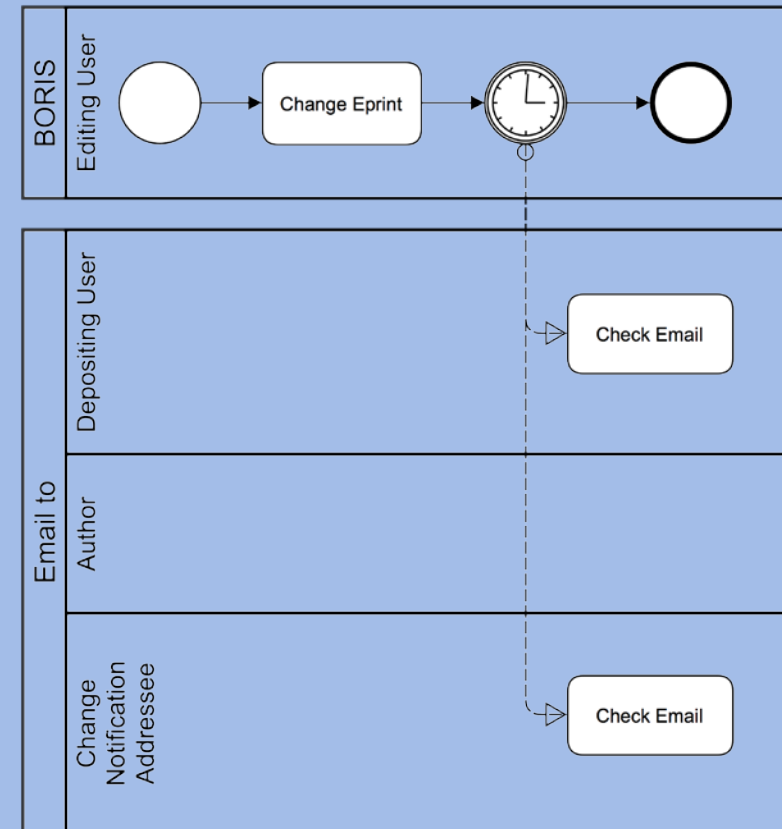 BORIS
Editing User
Change Eprint
Email to
Depositing User
Check Email
Author
Change
Notification
Addressee
Check Email